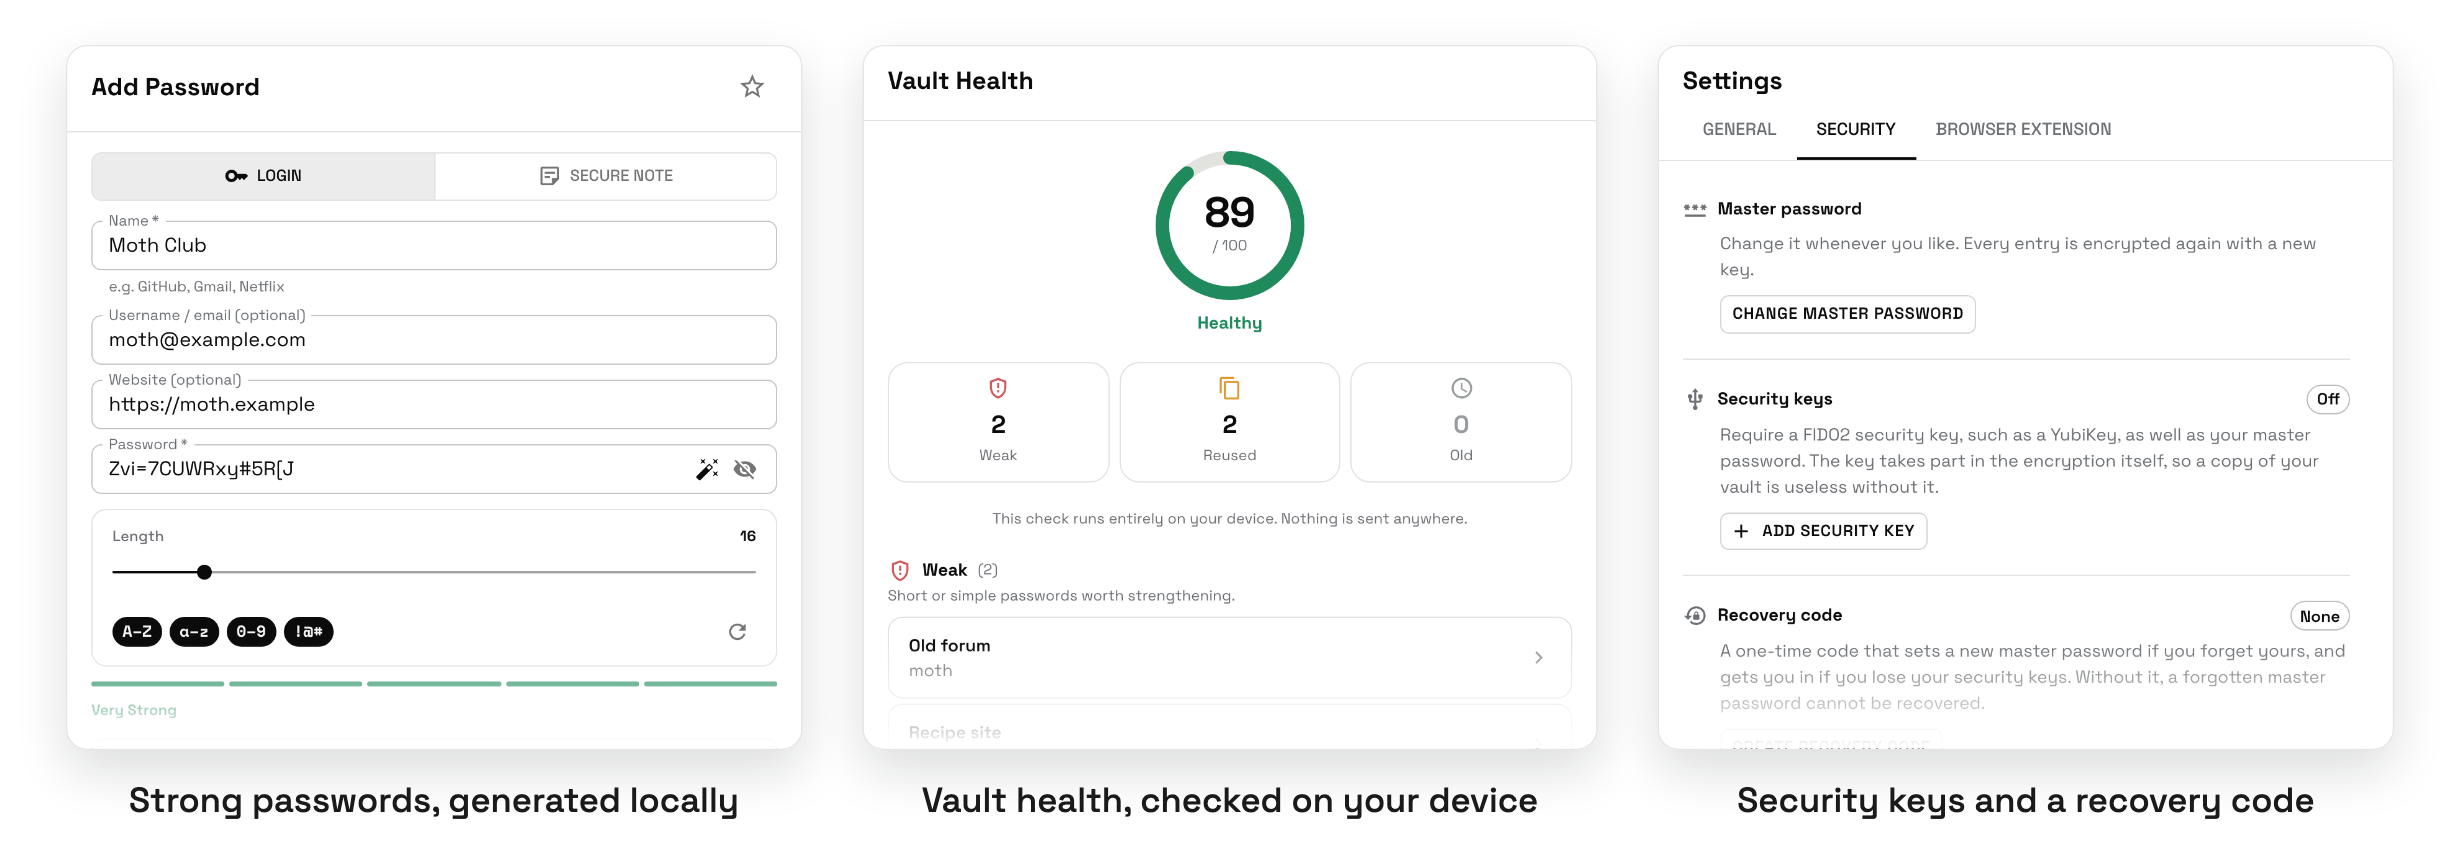 Add Password
LOGIN
SECURE NOTE
Name *
Moth Club
e.g. GitHub, Gmail, Netflix
Username / email (optional)
moth@example.com
Website (optional)
https://moth.example
Password *
Zvi=7CUWRxy#5R[J
Length
16
A-Z
a-z
0-9
!@#
Very Strong
Strong passwords, generated locally
Vault Health
89
/ 100
Healthy
2
Weak
2
Reused
0
Old
This check runs entirely on your device. Nothing is sent anywhere.
Weak (2)
Short or simple passwords worth strengthening.
Old forum
moth
Recipe site
Vault health, checked on your device
Settings
GENERAL
SECURITY
BROWSER EXTENSION
Master password
Change it whenever you like. Every entry is encrypted again with a new
key.
CHANGE MASTER PASSWORD
Security keys
Off
Require a FIDO2 security key, such as a YubiKey, as well as your master
password. The key takes part in the encryption itself, so a copy of your
vault is useless without it.
+ ADD SECURITY KEY
Recovery code
None
A one-time code that sets a new master password if you forget yours, and
gets you in if you lose your security keys. Without it, a forgotten master
password cannot be recovered.
CREATE RECOVERY CODE
Security keys and a recovery code